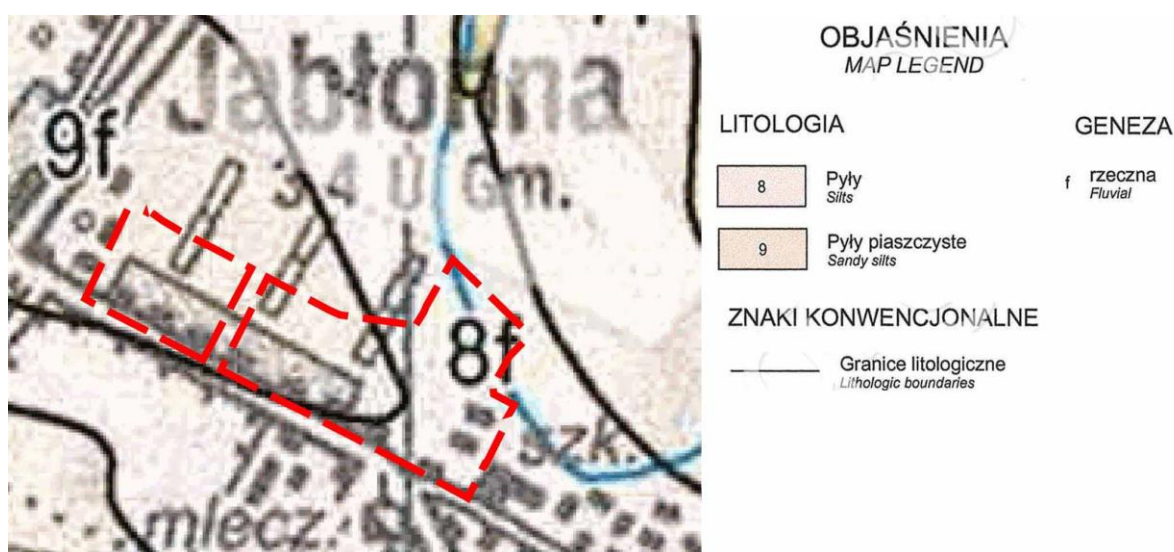 Jabłonna
9f
340 Gm.
8f
szk.
mlecz.
OBJAŚNIENIA
MAP LEGEND
LITOLOGIA
GENEZA
8
Pyły
Silts
f
rzeczna
Fluvial
9
Pyły piaszczyste
Sandy silts
ZNAKI KONWENCJONALNE
Granice litologiczne
Lithologic boundaries